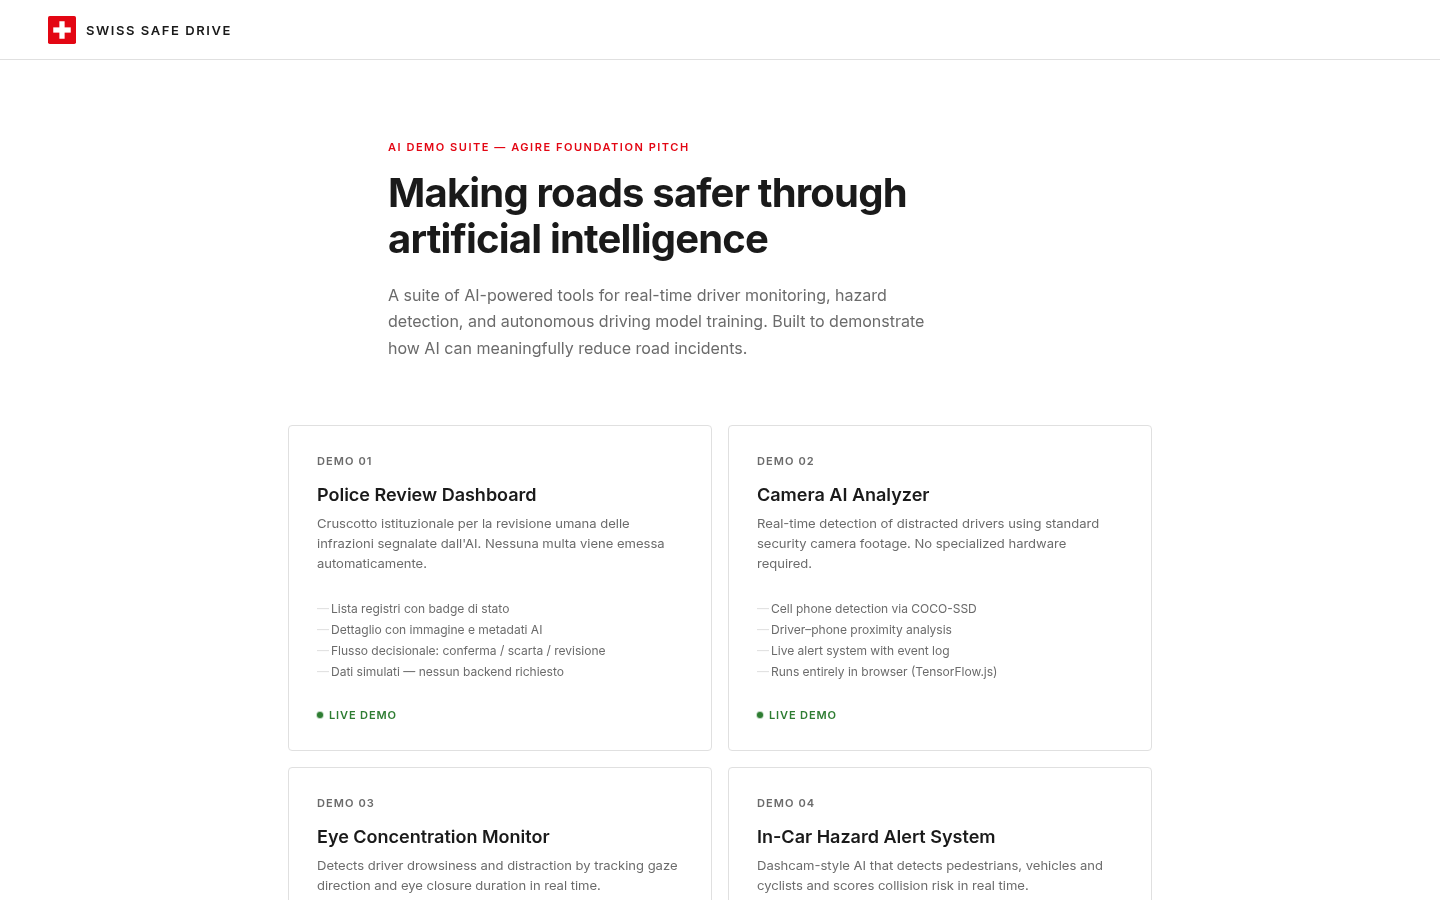 SWISS SAFE DRIVE
AI DEMO SUITE — AGIRE FOUNDATION PITCH
Making roads safer through
artificial intelligence
A suite of AI-powered tools for real-time driver monitoring, hazard
detection, and autonomous driving model training. Built to demonstrate
how AI can meaningfully reduce road incidents.
DEMO 01
Police Review Dashboard
Cruscotto istituzionale per la revisione umana delle
infrazioni segnalate dall'AI. Nessuna multa viene emessa
automaticamente.
— Lista registri con badge di stato
— Dettaglio con immagine e metadati AI
— Flusso decisionale: conferma / scarta / revisione
— Dati simulati — nessun backend richiesto
LIVE DEMO
DEMO 02
Camera AI Analyzer
Real-time detection of distracted drivers using standard
security camera footage. No specialized hardware
required.
— Cell phone detection via COCO-SSD
— Driver–phone proximity analysis
— Live alert system with event log
— Runs entirely in browser (TensorFlow.js)
LIVE DEMO
DEMO 03
Eye Concentration Monitor
Detects driver drowsiness and distraction by tracking gaze
direction and eye closure duration in real time.
DEMO 04
In-Car Hazard Alert System
Dashcam-style AI that detects pedestrians, vehicles and
cyclists and scores collision risk in real time.